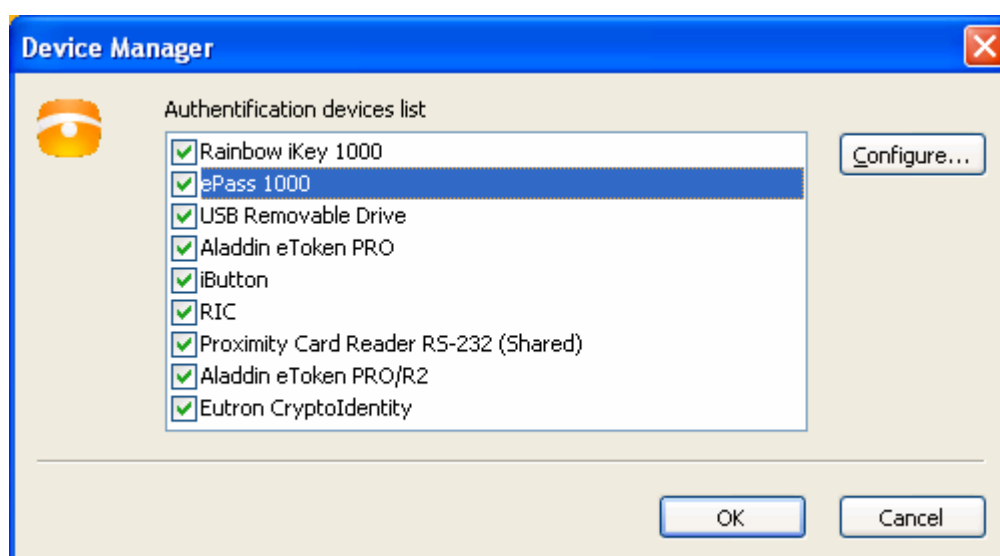 Device Manager
Authentification devices list
Rainbow iKey 1000
Configure...
ePass 1000
USB Removable Drive
Aladdin eToken PRO
iButton
RIC
Proximity Card Reader RS-232 (Shared)
Aladdin eToken PRO/R2
Eutron CryptoIdentity
OK
Cancel